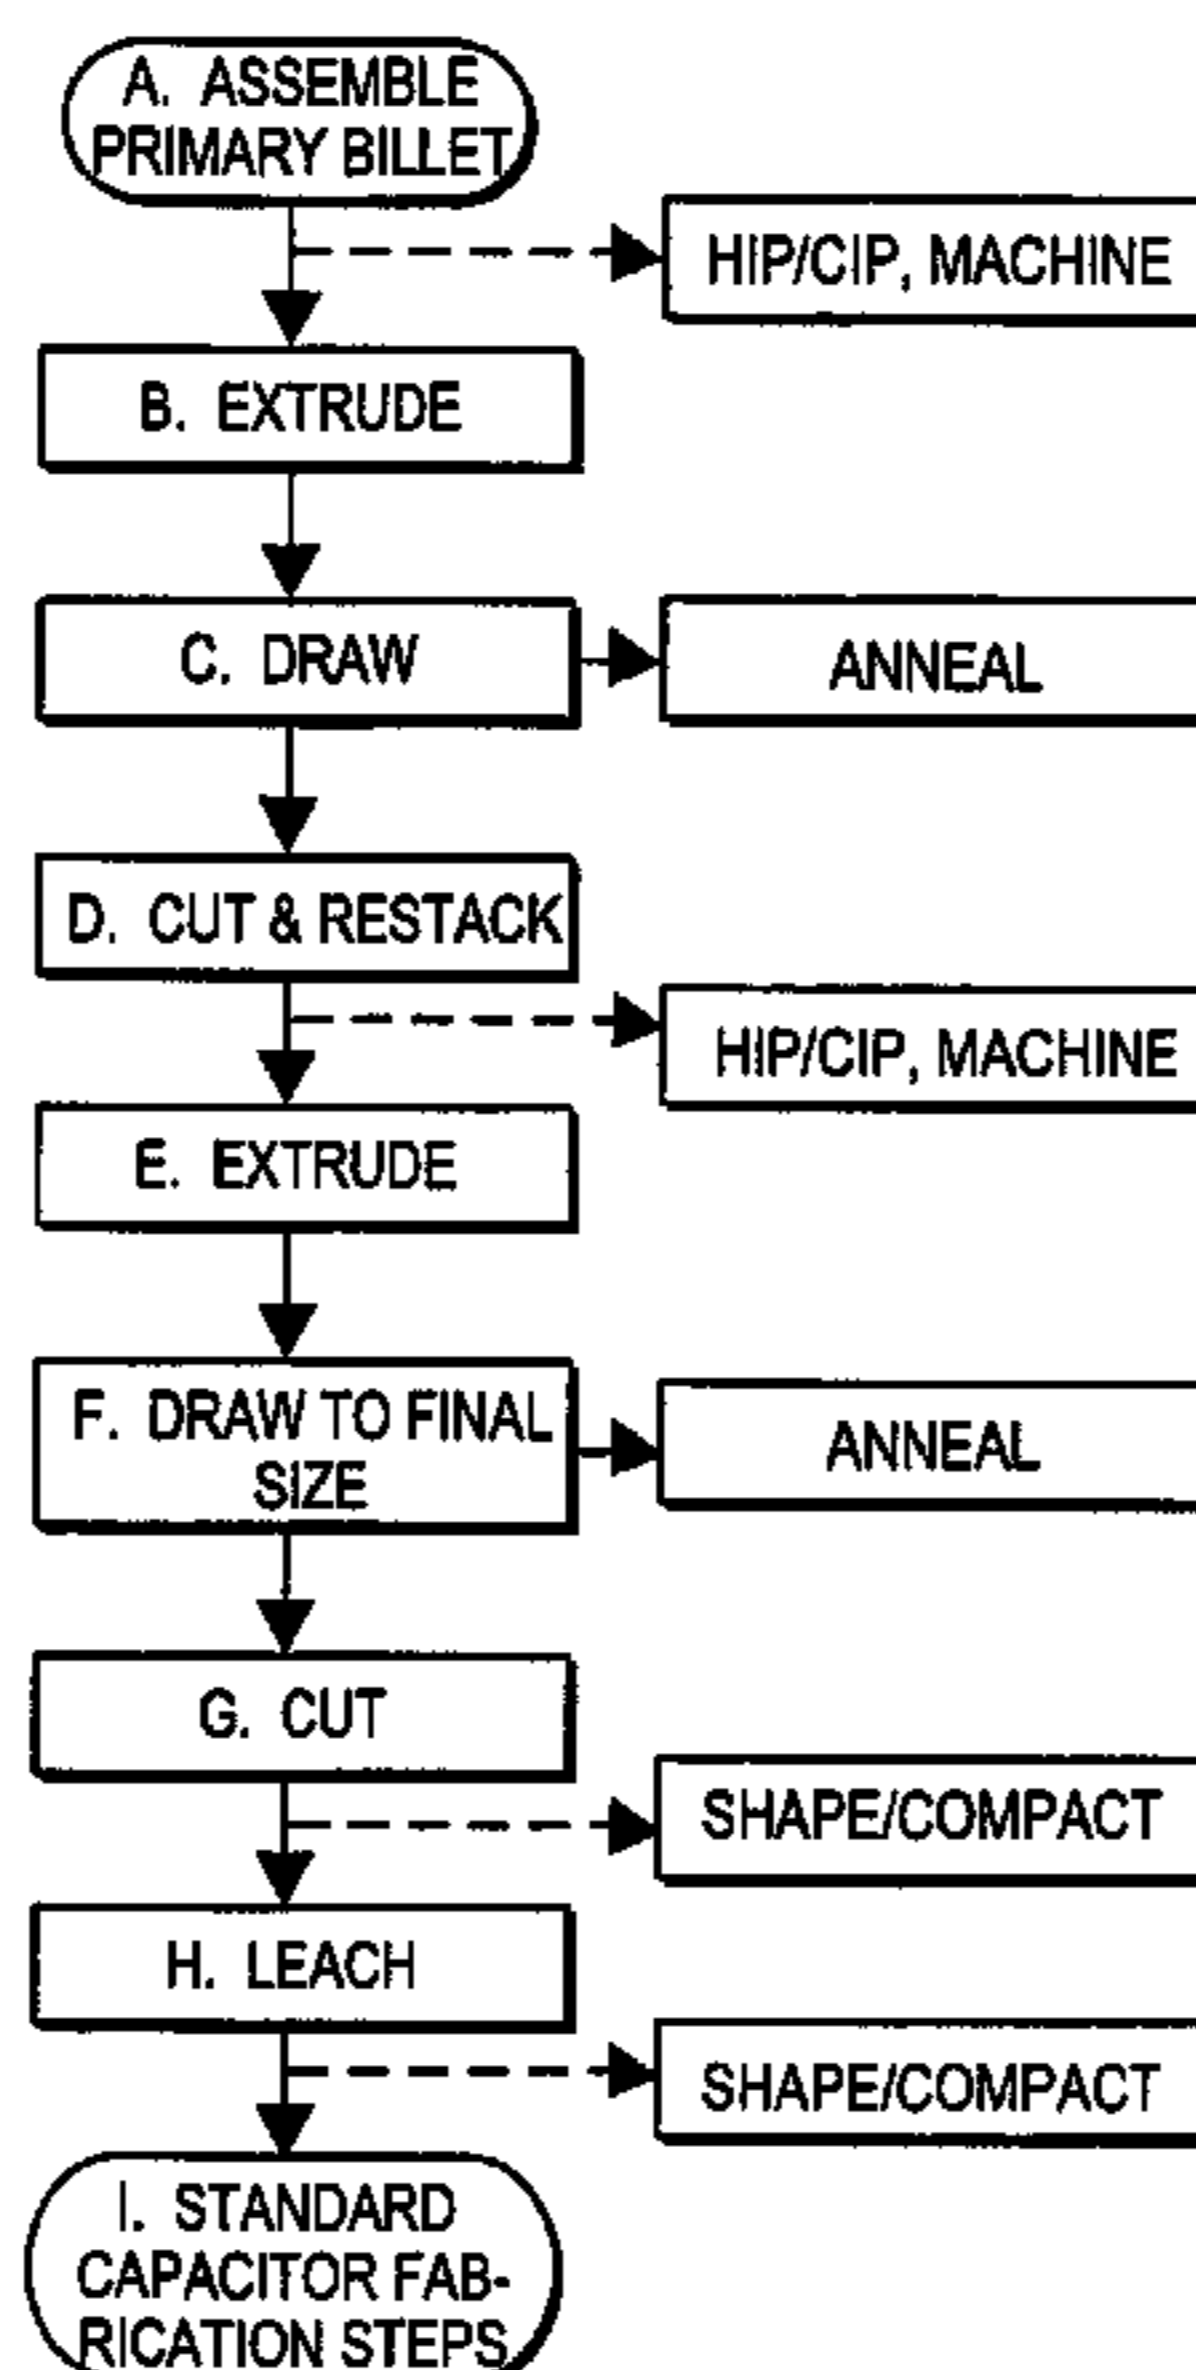 A. ASSEMBLE
PRIMARY BILLET
HIP/CIP, MACHINE
B. EXTRUDE
C. DRAW
ANNEAL
D. CUT & RESTACK
HIP/CIP, MACHINE
E. EXTRUDE
F. DRAW TO FINAL
SIZE
ANNEAL
G. CUT
SHAPE/COMPACT
H. LEACH
SHAPE/COMPACT
I. STANDARD
CAPACITOR FAB-
RICATION STEPS